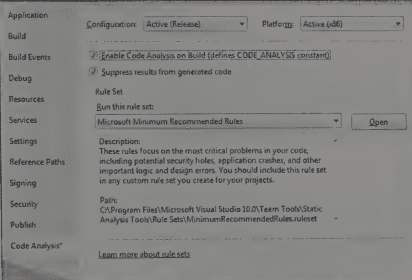 Application
Configuration: Active (Release) Platform: Active (x86)
Build
Enable Code Analysis on Build (defines CODE_ANALYSIS constant)
Build Events
Suppress results from generated code
Debug
Rule Set
Resources
Run this rule set:
Services
Microsoft Minimum Recommended Rules Open
Settings
Description:
These rules focus on the most critical problems in your code,
Reference Paths
including potential security holes, application crashes, and other
important logic and design errors. You should include this rule set
Signing
in any custom rule set you create for your projects.
Security
Path:
Publish
C:\Program Files\Microsoft Visual Studio 10.0\Team Tools\Static
Analysis Tools\Rule Sets\MinimumRecommendedRules.ruleset
Code Analysis*
Learn more about rule sets